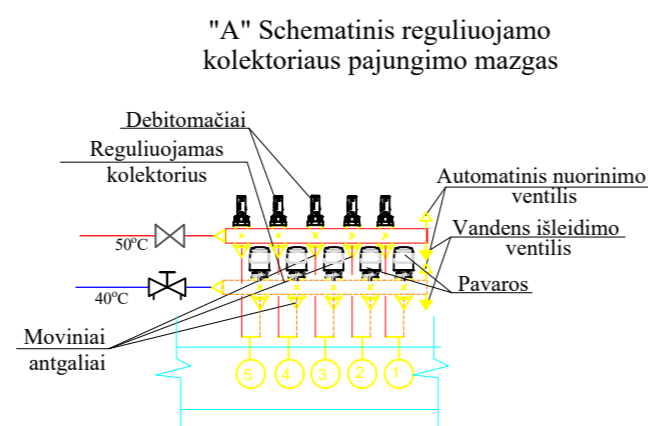 "A" Schematinis reguliuojamo
kolektoriaus pajungimo mazgas
Debitomačiai
Reguliuojamas
kolektorius
Automatinis nuorinimo
ventilis
50°C
Vandens išleidimo
ventilis
40°C
Pavaros
Moviniai
antgaliai
5 4 3 2 1